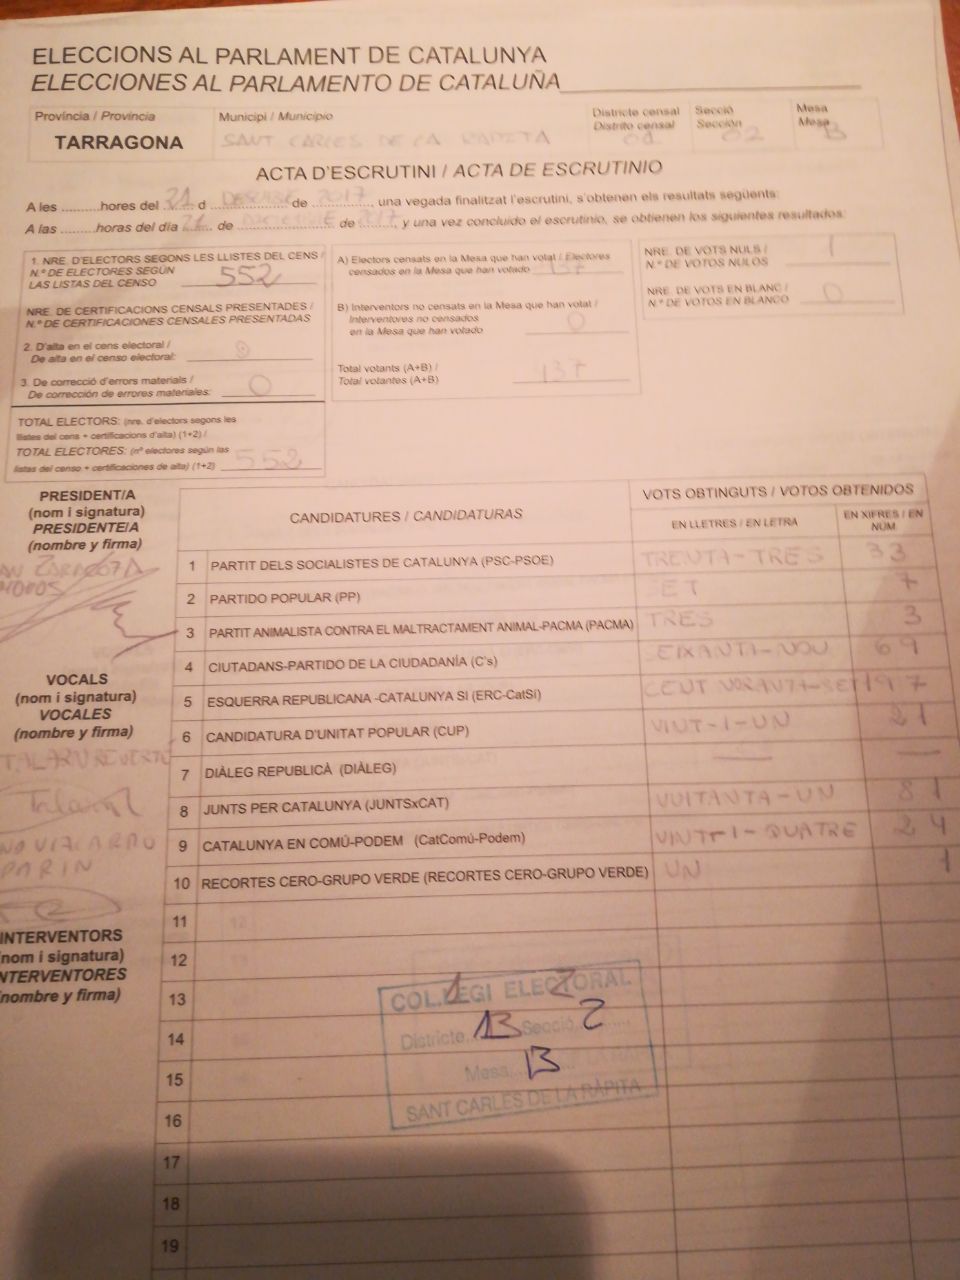 ELECCIONS AL PARLAMENT DE CATALUNYA
ELECCIONES AL PARLAMENTO DE CATALUÑA
Província / Provincia
TARRAGONA
Municipi / Municipio
SANT CARLES DE LA RAPITA
Districte censal
Distrito censal
01
Secció
Sección
02
Mesa
Mesa
B
ACTA D'ESCRUTINI / ACTA DE ESCRUTINIO
A les ..........hores del 21 d DESEMBRE de 2017, una vegada finalitzat l'escrutini, s'obtenen els resultats següents:
A las .........horas del día 21 de DICIEMBRE de 2017, y una vez concluido el escrutinio, se obtienen los siguientes resultados:
1. NRE. D'ELECTORS SEGONS LES LLISTES DEL CENS /
N.º DE ELECTORES SEGÚN
LAS LISTAS DEL CENSO 552
NRE. DE CERTIFICACIONS CENSALS PRESENTADES /
N.º DE CERTIFICACIONES CENSALES PRESENTADAS
2. D'alta en el cens electoral /
De alta en el censo electoral: 0
3. De correcció d'errors materials /
De corrección de errores materiales: 0
TOTAL ELECTORS: (nre. d'electors segons les
llistes del cens + certificacions d'alta) (1+2) /
TOTAL ELECTORES: (nº electores según las
listas del censo + certificaciones de alta) (1+2) 552
A) Electors censats en la Mesa que han votat / Electores
censados en la Mesa que han votado 437
B) Interventors no censats en la Mesa que han votat /
Interventores no censados
en la Mesa que han votado 0
Total votants (A+B) /
Total votantes (A+B) 437
NRE. DE VOTS NULS /
N.º DE VOTOS NULOS 1
NRE. DE VOTS EN BLANC /
N.º DE VOTOS EN BLANCO 0
PRESIDENT/A
(nom i signatura)
PRESIDENTE/A
(nombre y firma)
ZARAGOZA
VOCALS
(nom i signatura)
VOCALES
(nombre y firma)
TALARN REVERTÉ
Talarn
INTERVENTORS
(nom i signatura)
INTERVENTORES
(nombre y firma)
CANDIDATURES / CANDIDATURAS
VOTS OBTINGUTS / VOTOS OBTENIDOS
EN LLETRES / EN LETRA
EN XIFRES / EN NÚM
1 PARTIT DELS SOCIALISTES DE CATALUNYA (PSC-PSOE) TRENTA-TRES 33
2 PARTIDO POPULAR (PP) SET 7
3 PARTIT ANIMALISTA CONTRA EL MALTRACTAMENT ANIMAL-PACMA (PACMA) TRES 3
4 CIUTADANS-PARTIDO DE LA CIUDADANÍA (C's) SEIXANTA-NOU 69
5 ESQUERRA REPUBLICANA -CATALUNYA SI (ERC-CatSí) CENT NORANTA-SET 197
6 CANDIDATURA D'UNITAT POPULAR (CUP) VINT-I-UN 21
7 DIÀLEG REPUBLICÀ (DIÀLEG)
8 JUNTS PER CATALUNYA (JUNTSxCAT) VUITANTA-UN 81
9 CATALUNYA EN COMÚ-PODEM (CatComú-Podem) VINT-I-QUATRE 24
10 RECORTES CERO-GRUPO VERDE (RECORTES CERO-GRUPO VERDE) UN 1
11
12
13
14
15
16
17
18
19
COL.LEGI ELECTORAL
Districte Secció 2
Mesa B
SANT CARLES DE LA RÀPITA